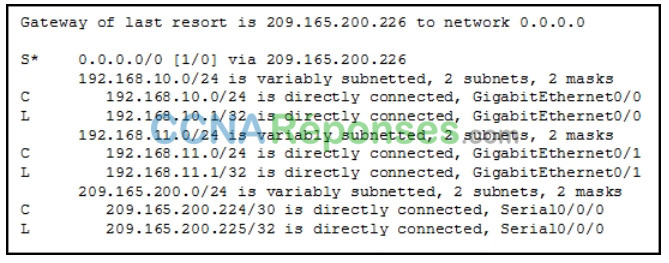 Gateway of last resort is 209.165.200.226 to network 0.0.0.0
S* 0.0.0.0/0 [1/0] via 209.165.200.226
192.168.10.0/24 is variably subnetted, 2 subnets, 2 masks
C 192.168.10.0/24 is directly connected, GigabitEthernet0/0
L 192.168.10.1/32 is directly connected, GigabitEthernet0/0
CCNARéponses.com
192.168.11.0/24 is variably subnetted, 2 subnets, 2 masks
C 192.168.11.0/24 is directly connected, GigabitEthernet0/1
L 192.168.11.1/32 is directly connected, GigabitEthernet0/1
209.165.200.0/24 is variably subnetted, 2 subnets, 2 masks
C 209.165.200.224/30 is directly connected, Serial0/0/0
L 209.165.200.225/32 is directly connected, Serial0/0/0